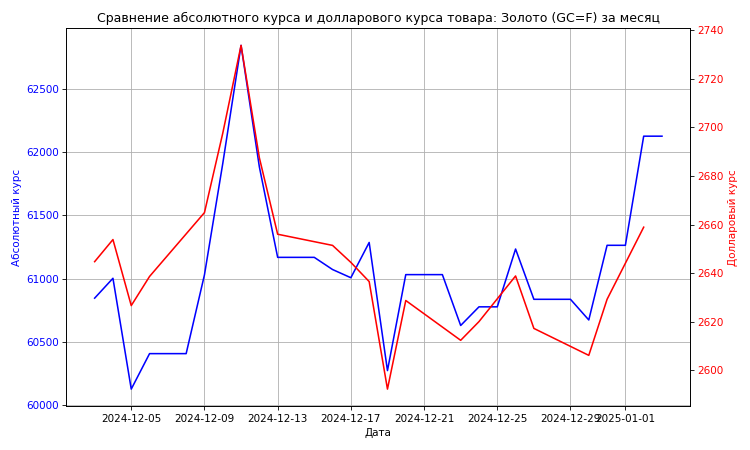 Сравнение абсолютного курса и долларового курса товара: Золото (GC=F) за месяц
Абсолютный курс
62500
62000
61500
61000
60500
60000
2740
2720
2700
2680
2660
2640
2620
2600
Долларовый курс
2024-12-05 2024-12-09 2024-12-13 2024-12-17 2024-12-21 2024-12-25 2024-12-29 2025-01-01
Дата